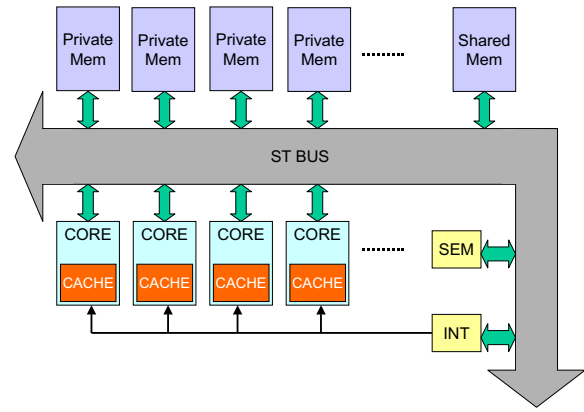 Private Mem
Private Mem
Private Mem
Private Mem
Shared Mem
ST BUS
CORE
CACHE
CORE
CACHE
CORE
CACHE
CORE
CACHE
SEM
INT